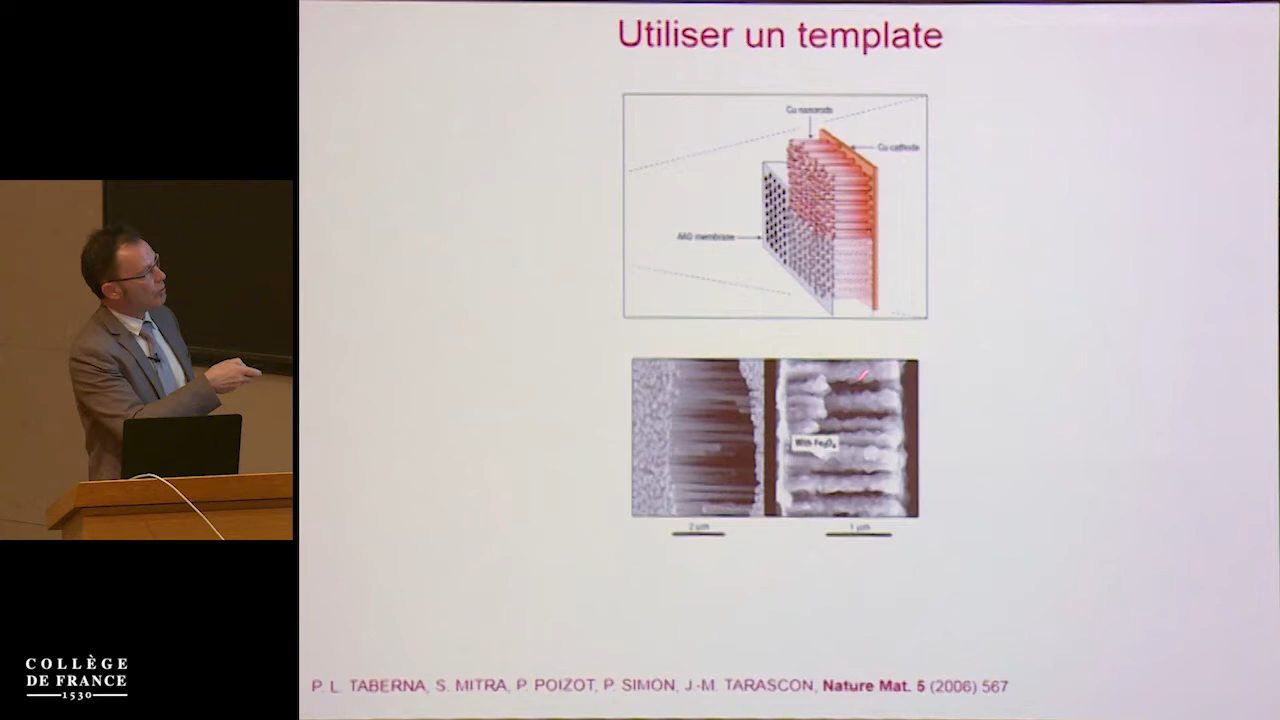 Utiliser un template
Cu nanorods
Cu cathode
AAO membrane
With Fe₃O₄
2 µm
1 µm
P. L. TABERNA, S. MITRA, P. POIZOT, P. SIMON, J.-M. TARASCON, Nature Mat. 5 (2006) 567
COLLÈGE
DE FRANCE
1530